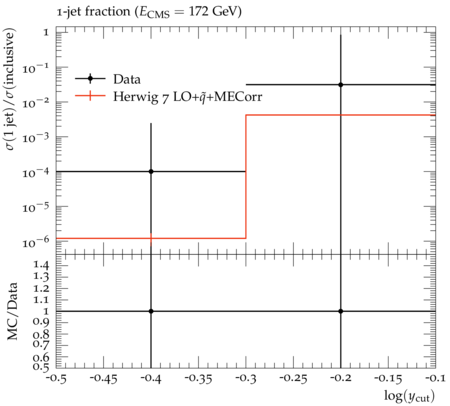 1-jet fraction (E_CMS = 172 GeV)
σ(1 jet)/σ(inclusive)
1
10⁻¹
10⁻²
10⁻³
10⁻⁴
10⁻⁵
10⁻⁶
Data
Herwig 7 LO+q̃+MECorr
MC/Data
1.4
1.3
1.2
1.1
1
0.9
0.8
0.7
0.6
0.5
-0.5 -0.45 -0.4 -0.35 -0.3 -0.25 -0.2 -0.15 -0.1
log(y_cut)